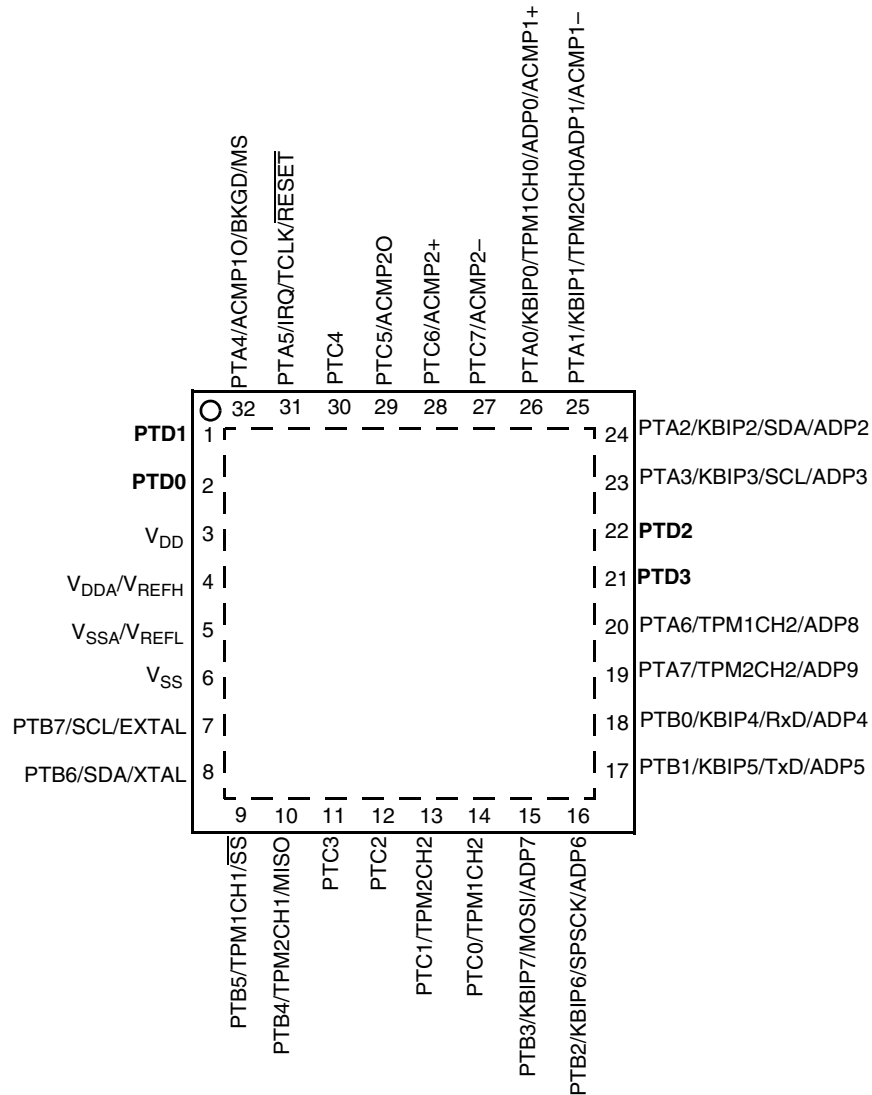 PTA4/ACMP1O/BKGD/MS
PTA5/IRQ/TCLK/RESET
PTC4
PTC5/ACMP2O
PTC6/ACMP2+
PTC7/ACMP2–
PTA0/KBIP0/TPM1CH0/ADP0/ACMP1+
PTA1/KBIP1/TPM2CH0ADP1/ACMP1–
32 31 30 29 28 27 26 25
PTD1 1
PTD0 2
VDD 3
VDDA/VREFH 4
VSSA/VREFL 5
VSS 6
PTB7/SCL/EXTAL 7
PTB6/SDA/XTAL 8
24 PTA2/KBIP2/SDA/ADP2
23 PTA3/KBIP3/SCL/ADP3
22 PTD2
21 PTD3
20 PTA6/TPM1CH2/ADP8
19 PTA7/TPM2CH2/ADP9
18 PTB0/KBIP4/RxD/ADP4
17 PTB1/KBIP5/TxD/ADP5
9 10 11 12 13 14 15 16
PTB5/TPM1CH1/SS
PTB4/TPM2CH1/MISO
PTC3
PTC2
PTC1/TPM2CH2
PTC0/TPM1CH2
PTB3/KBIP7/MOSI/ADP7
PTB2/KBIP6/SPSCK/ADP6